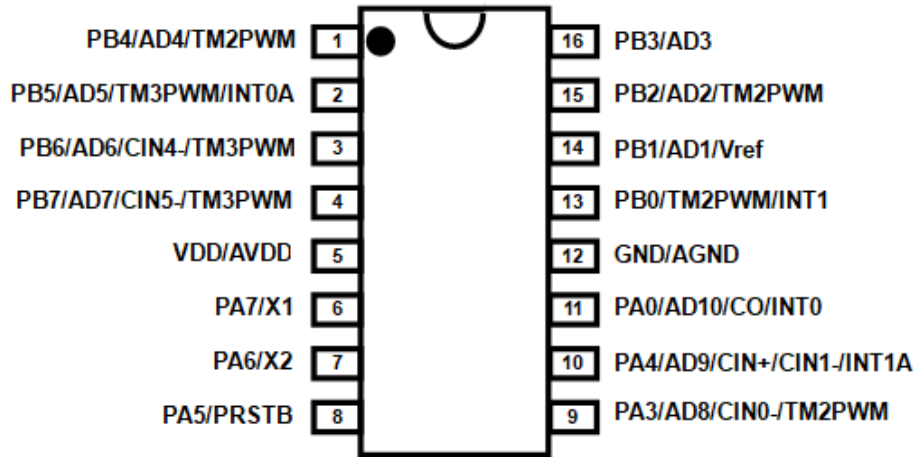 PB4/AD4/TM2PWM 1 16 PB3/AD3
PB5/AD5/TM3PWM/INT0A 2 15 PB2/AD2/TM2PWM
PB6/AD6/CIN4-/TM3PWM 3 14 PB1/AD1/Vref
PB7/AD7/CIN5-/TM3PWM 4 13 PB0/TM2PWM/INT1
VDD/AVDD 5 12 GND/AGND
PA7/X1 6 11 PA0/AD10/CO/INT0
PA6/X2 7 10 PA4/AD9/CIN+/CIN1-/INT1A
PA5/PRSTB 8 9 PA3/AD8/CIN0-/TM2PWM